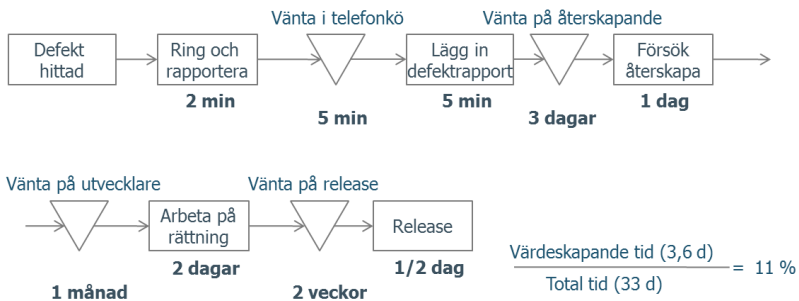 Vänta i telefonkö
Vänta på återskapande
Defekt
hittad
Ring och
rapportera
Lägg in
defektrapport
Försök
återskapa
2 min
5 min
5 min
3 dagar
1 dag
Vänta på utvecklare
Vänta på release
Arbeta på
rättning
Release
1 månad
2 dagar
2 veckor
1/2 dag
Värdeskapande tid (3,6 d)
Total tid (33 d)
= 11 %